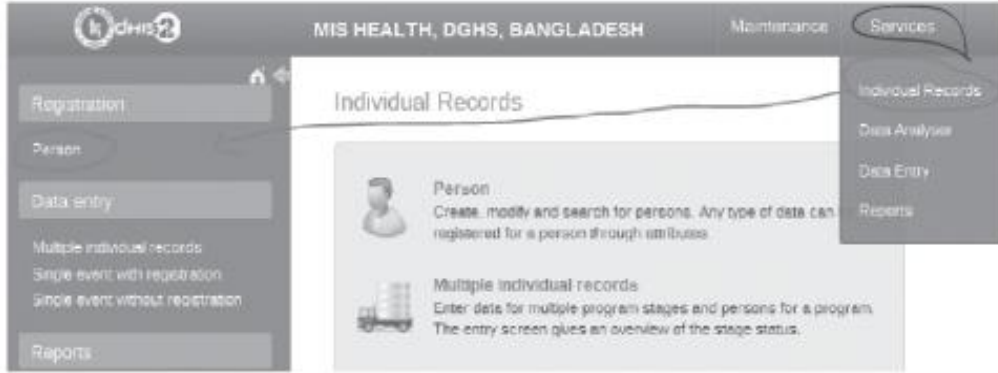 dHIS2
MIS HEALTH, DGHS, BANGLADESH
Maintenance
Services
Individual Records
Data Analyser
Data Entry
Reports
Registration
Person
Data entry
Multiple individual records
Single event with registration
Single event without registration
Reports
Individual Records
Person
Create, modify and search for persons. Any type of data can
registered for a person through attributes.
Multiple individual records
Enter data for multiple program stages and persons for a program.
The entry screen gives an overview of the stage status.